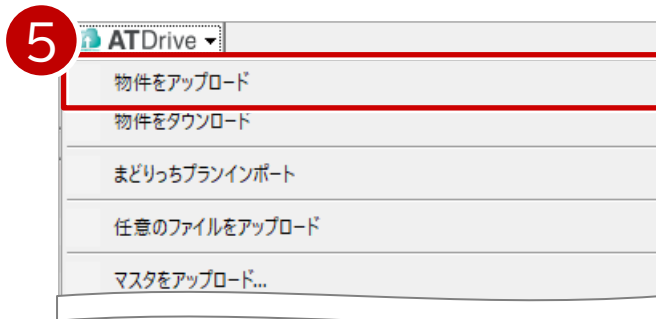 5
ATDrive
物件をアップロード
物件をダウンロード
まどりっちプランインポート
任意のファイルをアップロード
マスタをアップロード...